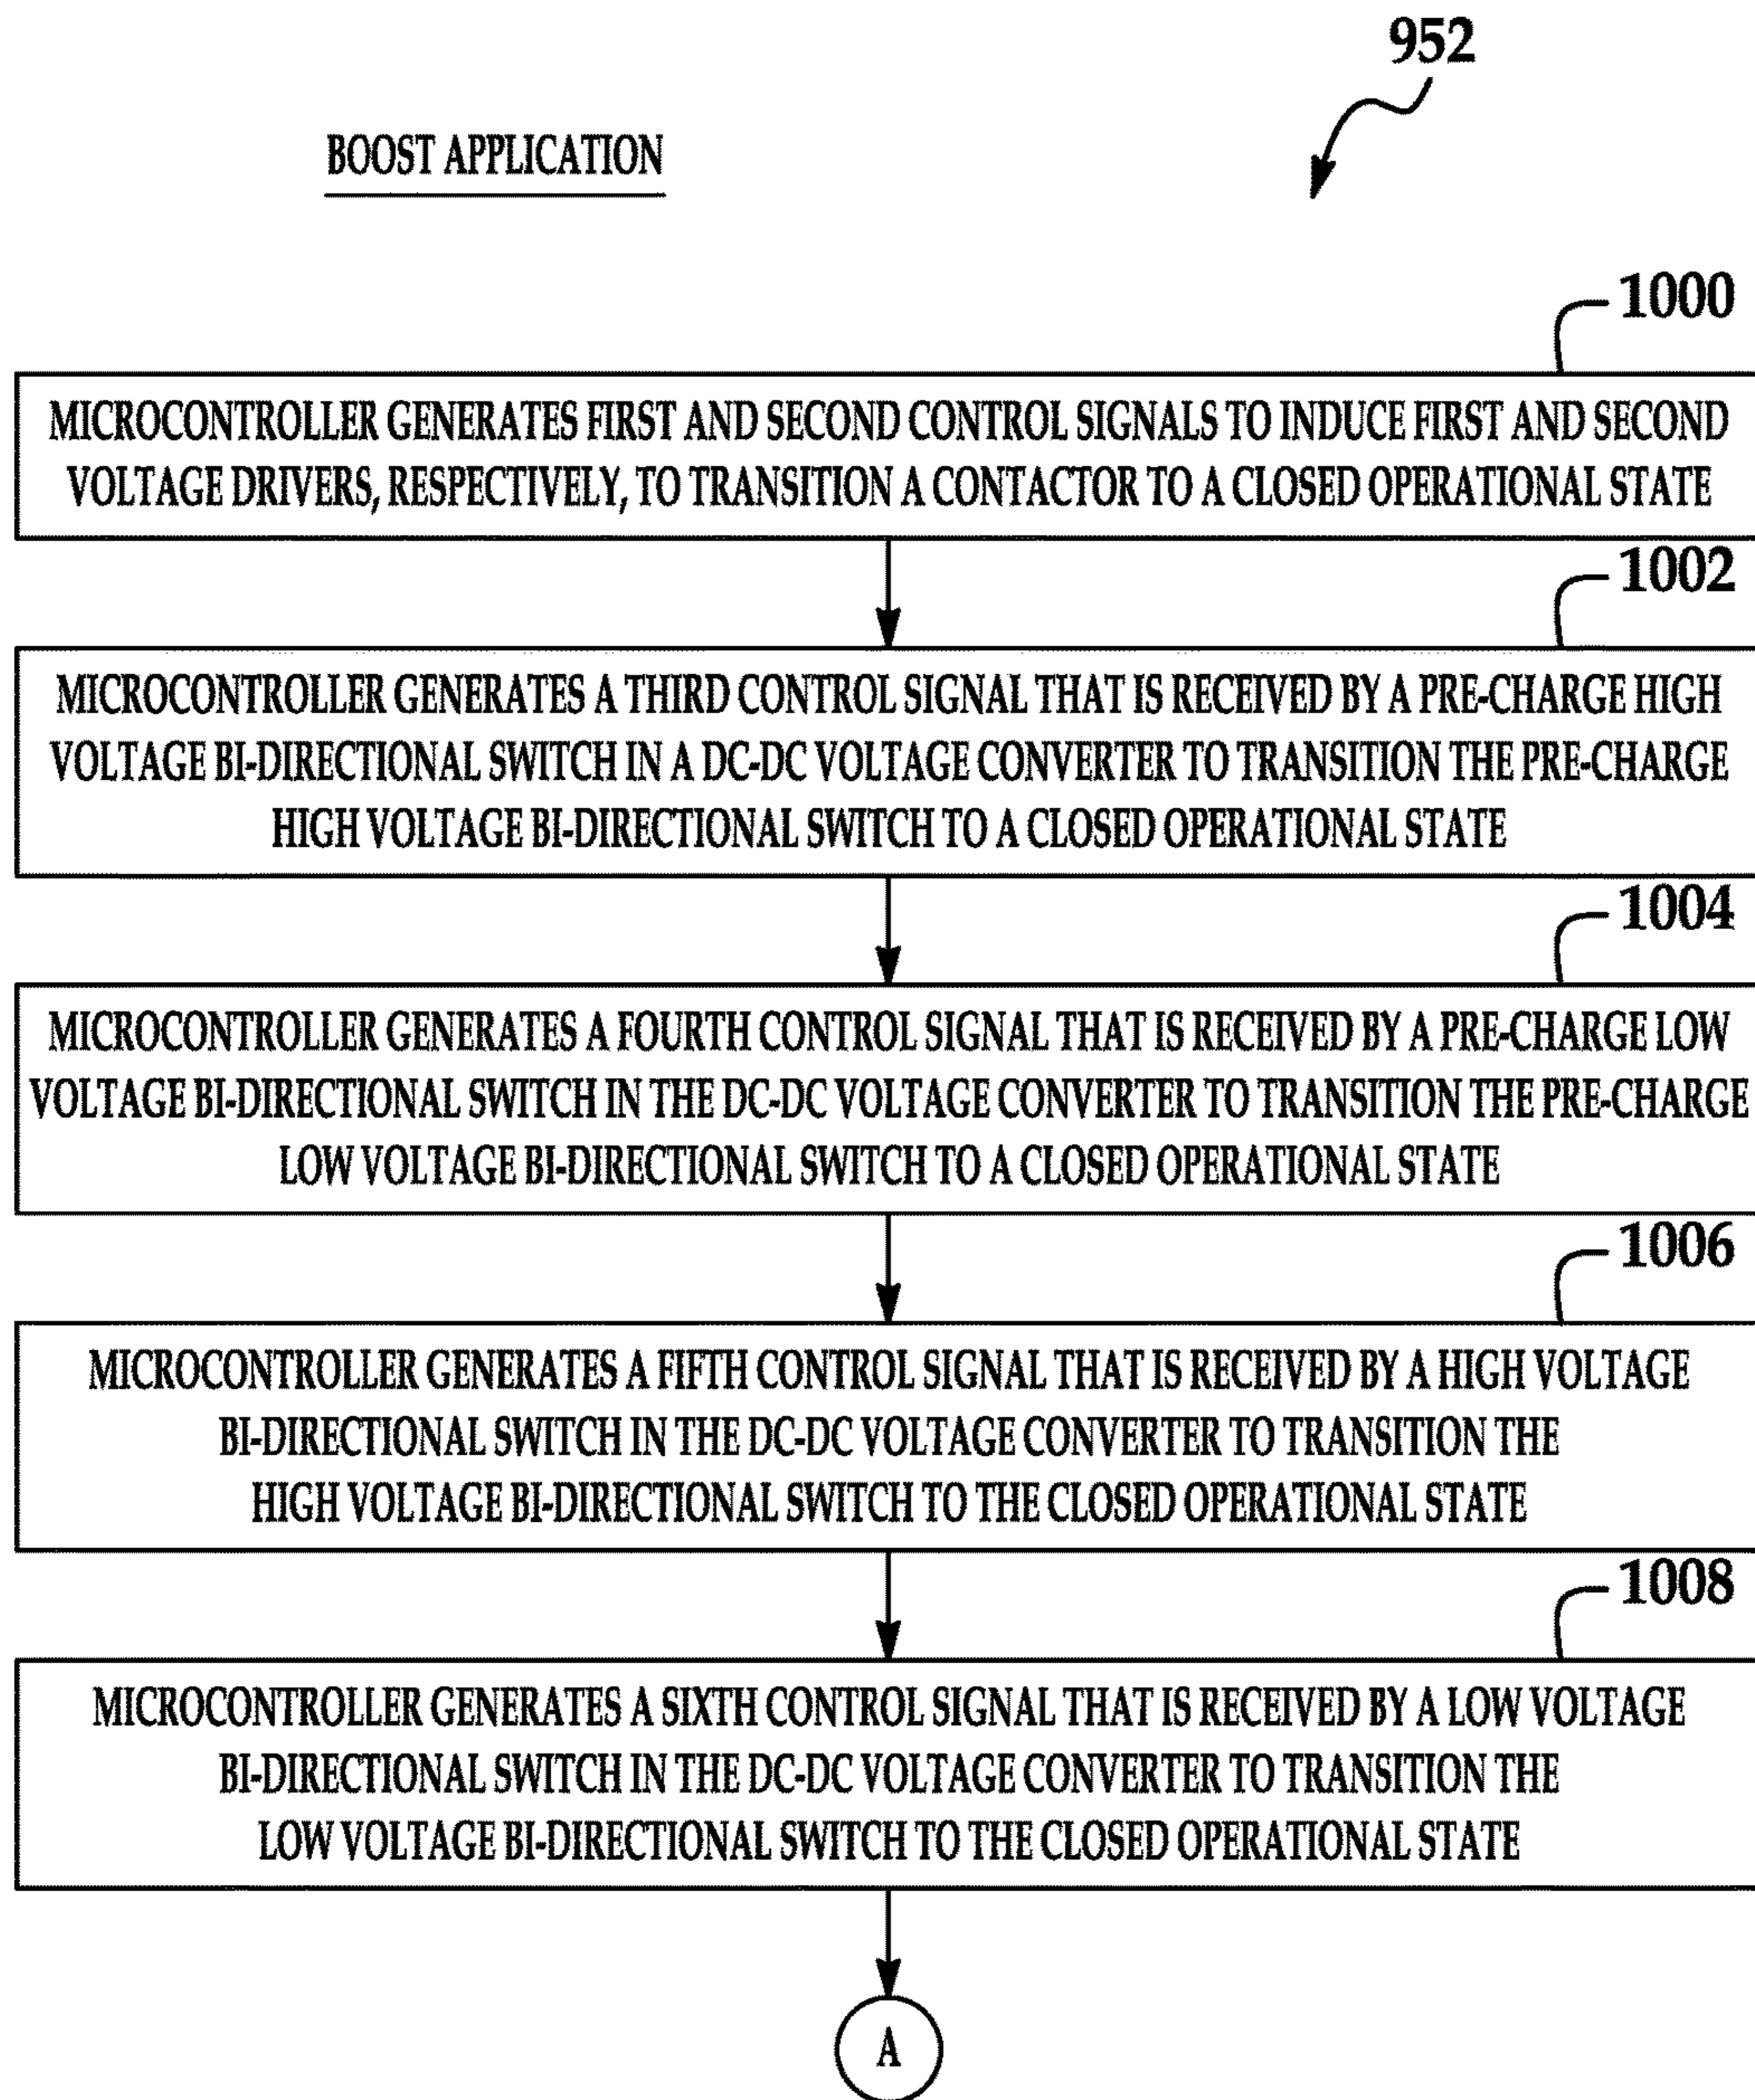 952
BOOST APPLICATION
1000
MICROCONTROLLER GENERATES FIRST AND SECOND CONTROL SIGNALS TO INDUCE FIRST AND SECOND
VOLTAGE DRIVERS, RESPECTIVELY, TO TRANSITION A CONTACTOR TO A CLOSED OPERATIONAL STATE
1002
MICROCONTROLLER GENERATES A THIRD CONTROL SIGNAL THAT IS RECEIVED BY A PRE-CHARGE HIGH
VOLTAGE BI-DIRECTIONAL SWITCH IN A DC-DC VOLTAGE CONVERTER TO TRANSITION THE PRE-CHARGE
HIGH VOLTAGE BI-DIRECTIONAL SWITCH TO A CLOSED OPERATIONAL STATE
1004
MICROCONTROLLER GENERATES A FOURTH CONTROL SIGNAL THAT IS RECEIVED BY A PRE-CHARGE LOW
VOLTAGE BI-DIRECTIONAL SWITCH IN THE DC-DC VOLTAGE CONVERTER TO TRANSITION THE PRE-CHARGE
LOW VOLTAGE BI-DIRECTIONAL SWITCH TO A CLOSED OPERATIONAL STATE
1006
MICROCONTROLLER GENERATES A FIFTH CONTROL SIGNAL THAT IS RECEIVED BY A HIGH VOLTAGE
BI-DIRECTIONAL SWITCH IN THE DC-DC VOLTAGE CONVERTER TO TRANSITION THE
HIGH VOLTAGE BI-DIRECTIONAL SWITCH TO THE CLOSED OPERATIONAL STATE
1008
MICROCONTROLLER GENERATES A SIXTH CONTROL SIGNAL THAT IS RECEIVED BY A LOW VOLTAGE
BI-DIRECTIONAL SWITCH IN THE DC-DC VOLTAGE CONVERTER TO TRANSITION THE
LOW VOLTAGE BI-DIRECTIONAL SWITCH TO THE CLOSED OPERATIONAL STATE
A